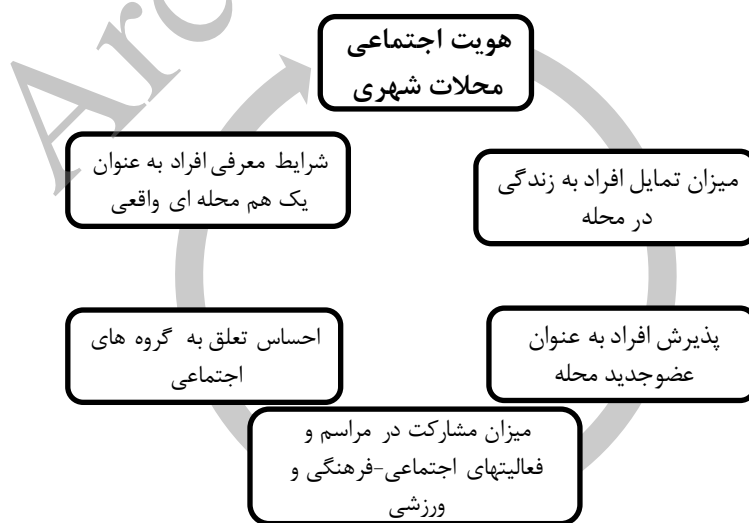 هویت اجتماعی
محلات شهری
میزان تمایل افراد به زندگی
در محله
پذیرش افراد به عنوان
عضوجدید محله
میزان مشارکت در مراسم و
فعالیتهای اجتماعی-فرهنگی و
ورزشی
احساس تعلق به گروه های
اجتماعی
شرایط معرفی افراد به عنوان
یک هم محله ای واقعی
Arc